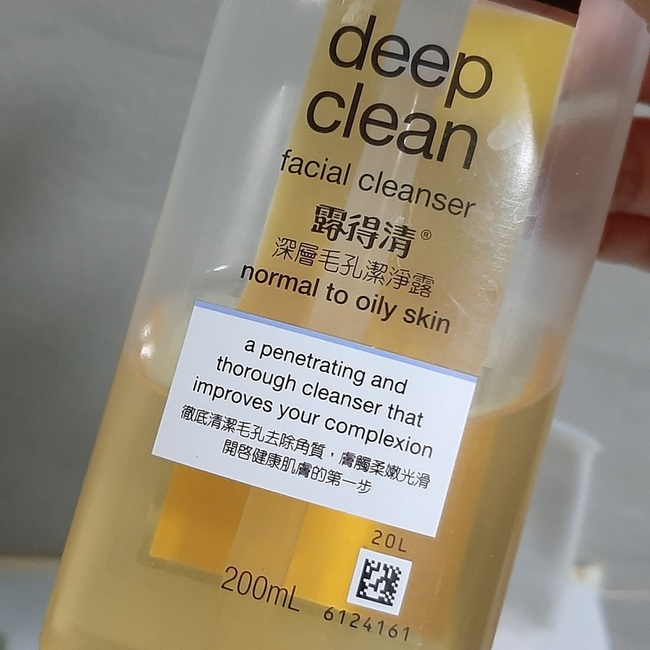 deep
clean
facial cleanser
露得清®
深層毛孔潔淨露
normal to oily skin
a penetrating and
thorough cleanser that
improves your complexion
徹底清潔毛孔去除角質，膚觸柔嫩光滑
開啓健康肌膚的第一步
20L
200mL
6124161